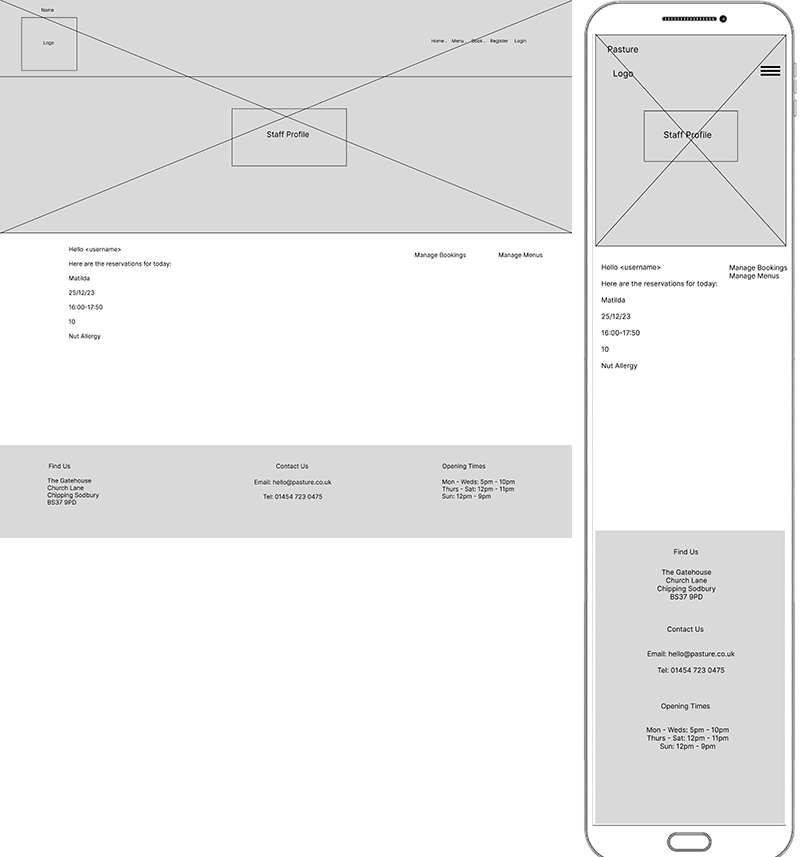 Name
Logo
Home . Menu . Book . Register Login
Staff Profile
Hello <username>
Here are the reservations for today:
Matilda
25/12/23
16:00-17:50
10
Nut Allergy
Manage Bookings
Manage Menus
Find Us
The Gatehouse
Church Lane
Chipping Sodbury
BS37 9PD
Contact Us
Email: hello@pasture.co.uk
Tel: 01454 723 0475
Opening Times
Mon - Weds: 5pm - 10pm
Thurs - Sat: 12pm - 11pm
Sun: 12pm - 9pm
Pasture
Logo
Staff Profile
Hello <username>
Here are the reservations for today:
Matilda
25/12/23
16:00-17:50
10
Nut Allergy
Manage Bookings
Manage Menus
Find Us
The Gatehouse
Church Lane
Chipping Sodbury
BS37 9PD
Contact Us
Email: hello@pasture.co.uk
Tel: 01454 723 0475
Opening Times
Mon - Weds: 5pm - 10pm
Thurs - Sat: 12pm - 11pm
Sun: 12pm - 9pm